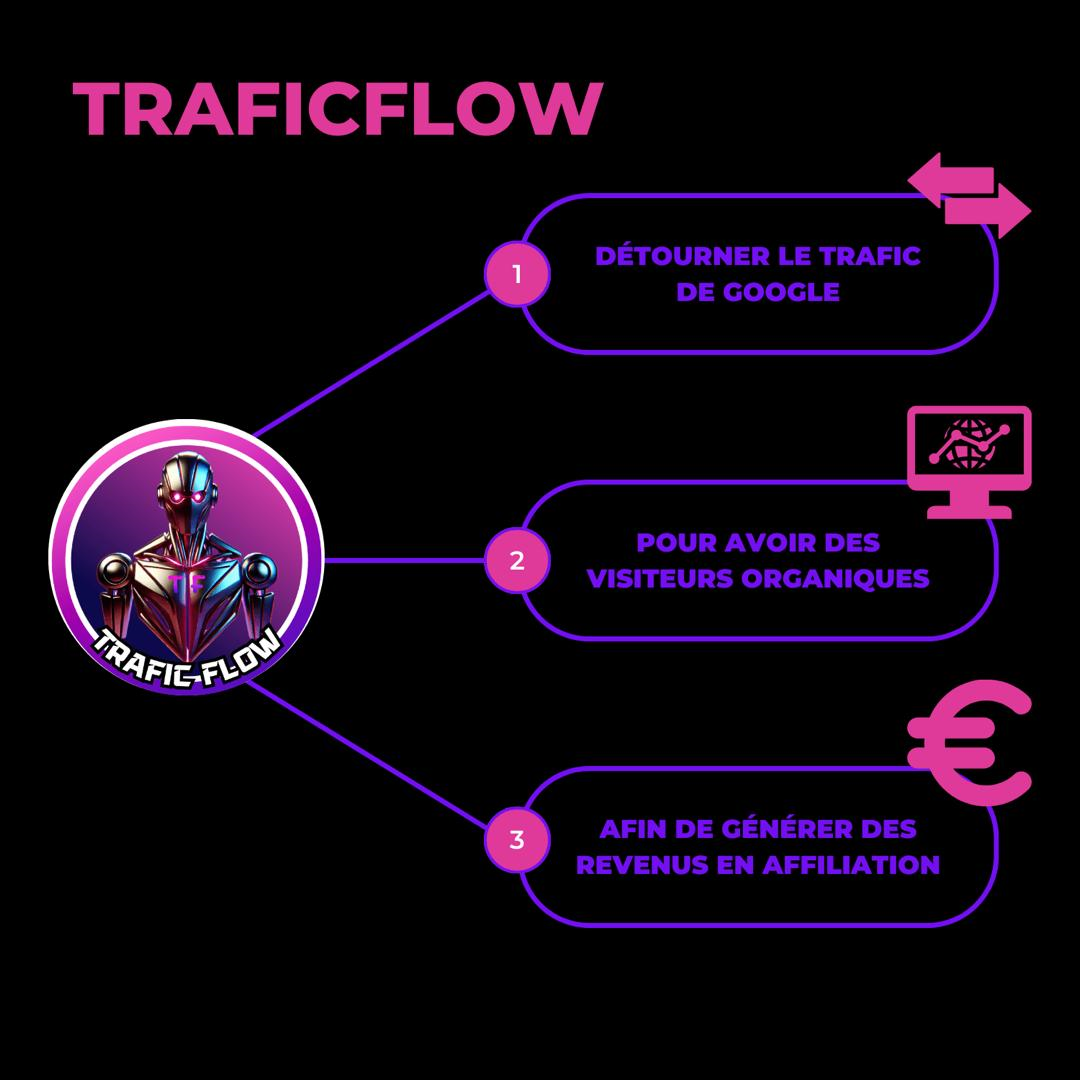 TRAFICFLOW
1
DÉTOURNER LE TRAFIC
DE GOOGLE
2
POUR AVOIR DES
VISITEURS ORGANIQUES
TF
TRAFIC-FLOW
3
AFIN DE GÉNÉRER DES
REVENUS EN AFFILIATION